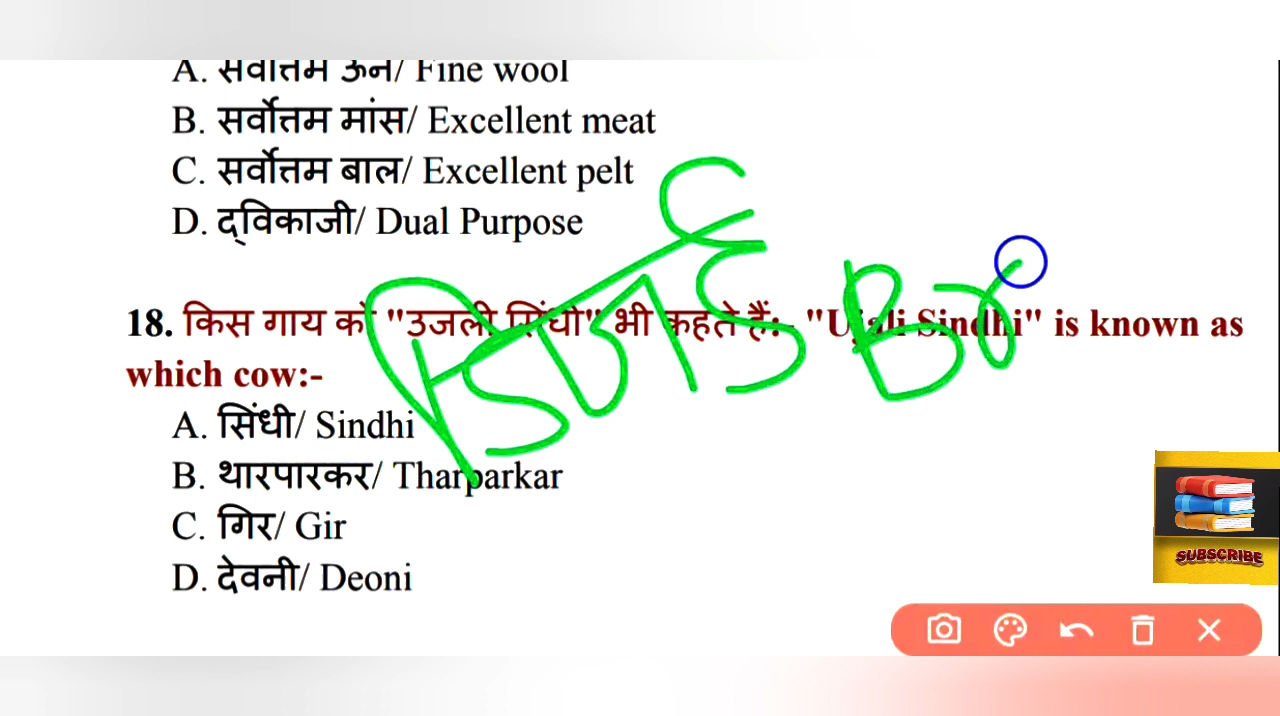 A. सर्वोत्तम ऊन/ Fine wool
B. सर्वोत्तम मांस/ Excellent meat
C. सर्वोत्तम बाल/ Excellent pelt
D. द्विकाजी/ Dual Purpose
18. किस गाय को "उजली सिंधी" भी कहते हैं:- "Ujali Sindhi" is known as
which cow:-
A. सिंधी/ Sindhi
B. थारपारकर/ Tharparkar
C. गिर/ Gir
D. देवनी/ Deoni
SUBSCRIBE